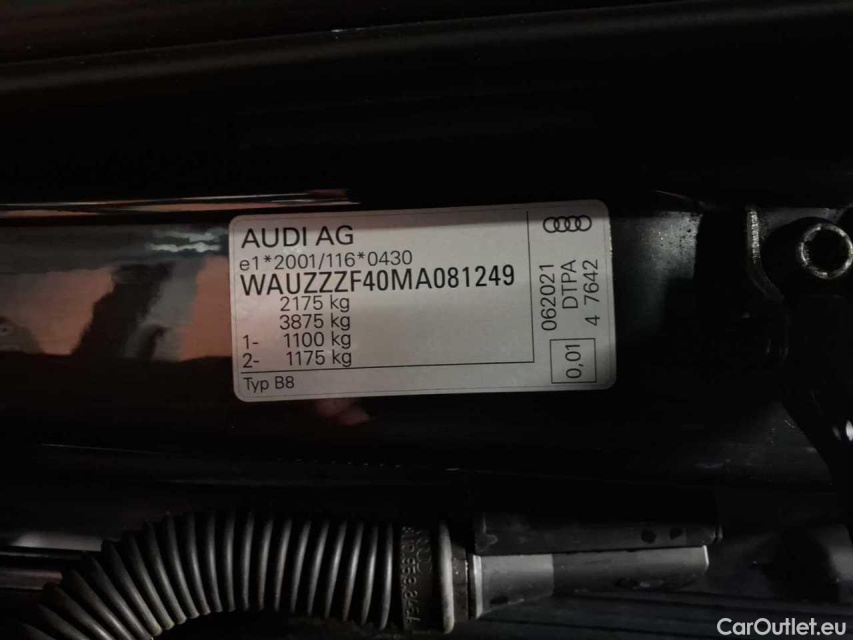 AUDI AG
e1*2001/116*0430
WAUZZZF40MA081249
2175 kg
3875 kg
1- 1100 kg
2- 1175 kg
Typ B8
062021
DTPA
4 7642
0,01
CarOutlet.eu